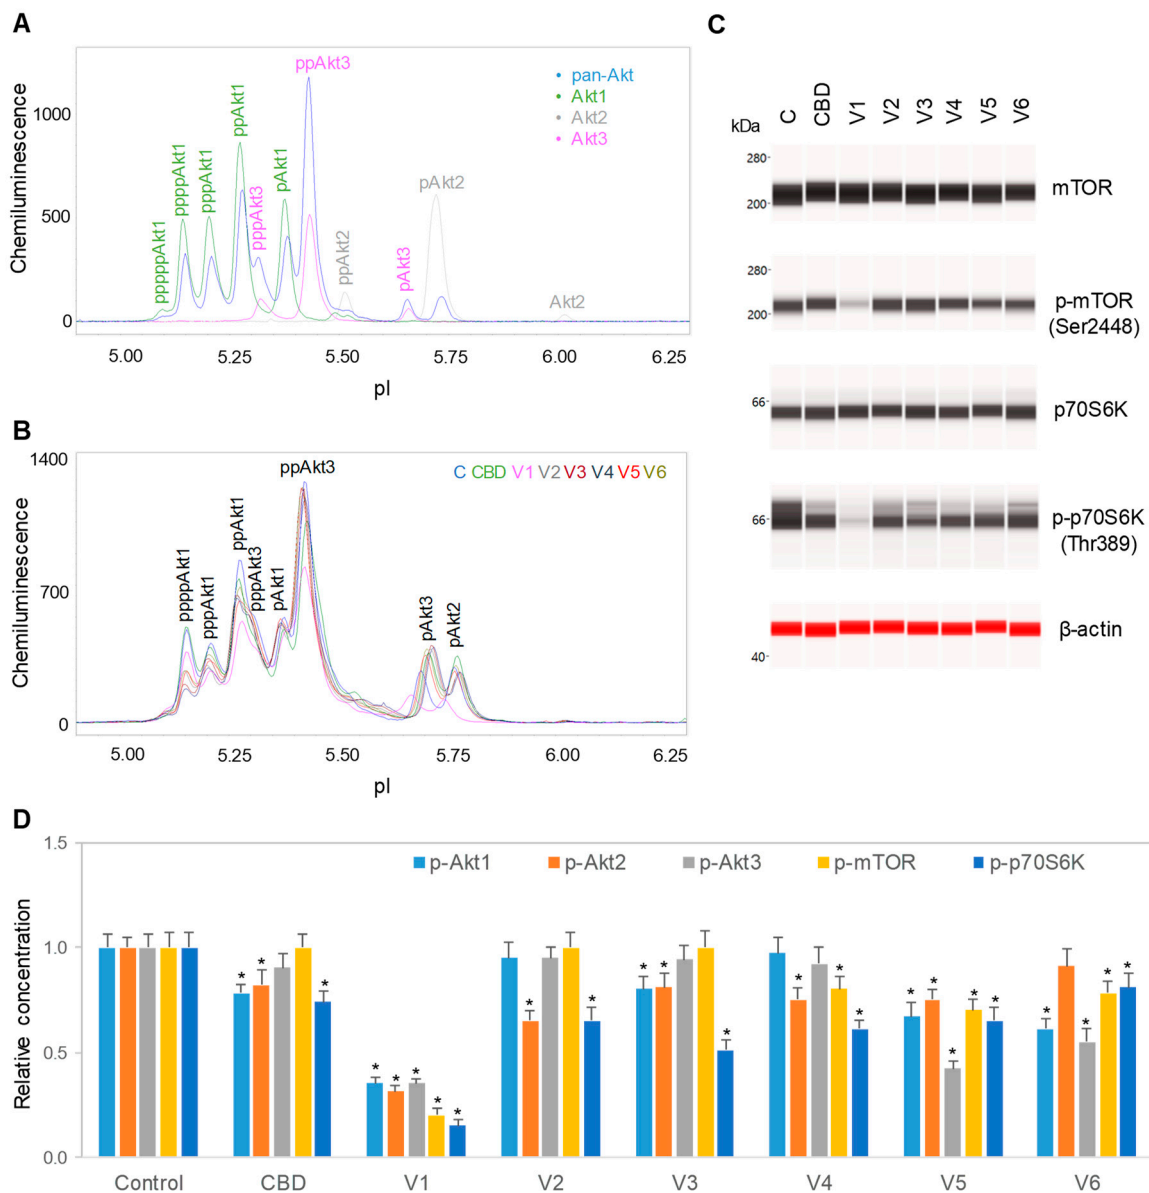 A
Chemiluminescence
1000
500
0
pppppAkt1
ppppAkt1
pppAkt1
ppAkt1
pppAkt3
pAkt1
ppAkt3
ppAkt2
pAkt3
pAkt2
Akt2
• pan-Akt
• Akt1
• Akt2
• Akt3
5.00 5.25 5.50 5.75 6.00 6.25
pI
B
Chemiluminescence
1400
700
0
ppppAkt1
pppAkt1
ppAkt1
pppAkt3
pAkt1
ppAkt3
pAkt3
pAkt2
C CBD V1 V2 V3 V4 V5 V6
5.00 5.25 5.50 5.75 6.00 6.25
pI
C
kDa
C CBD V1 V2 V3 V4 V5 V6
280-
200-
mTOR
280-
200-
p-mTOR
(Ser2448)
66-
p70S6K
66-
p-p70S6K
(Thr389)
β-actin
40-
D
Relative concentration
1.5
1.0
0.5
0.0
p-Akt1 p-Akt2 p-Akt3 p-mTOR p-p70S6K
* * *
* * * * *
* *
* * *
* * *
* * * * *
* * * *
Control CBD V1 V2 V3 V4 V5 V6